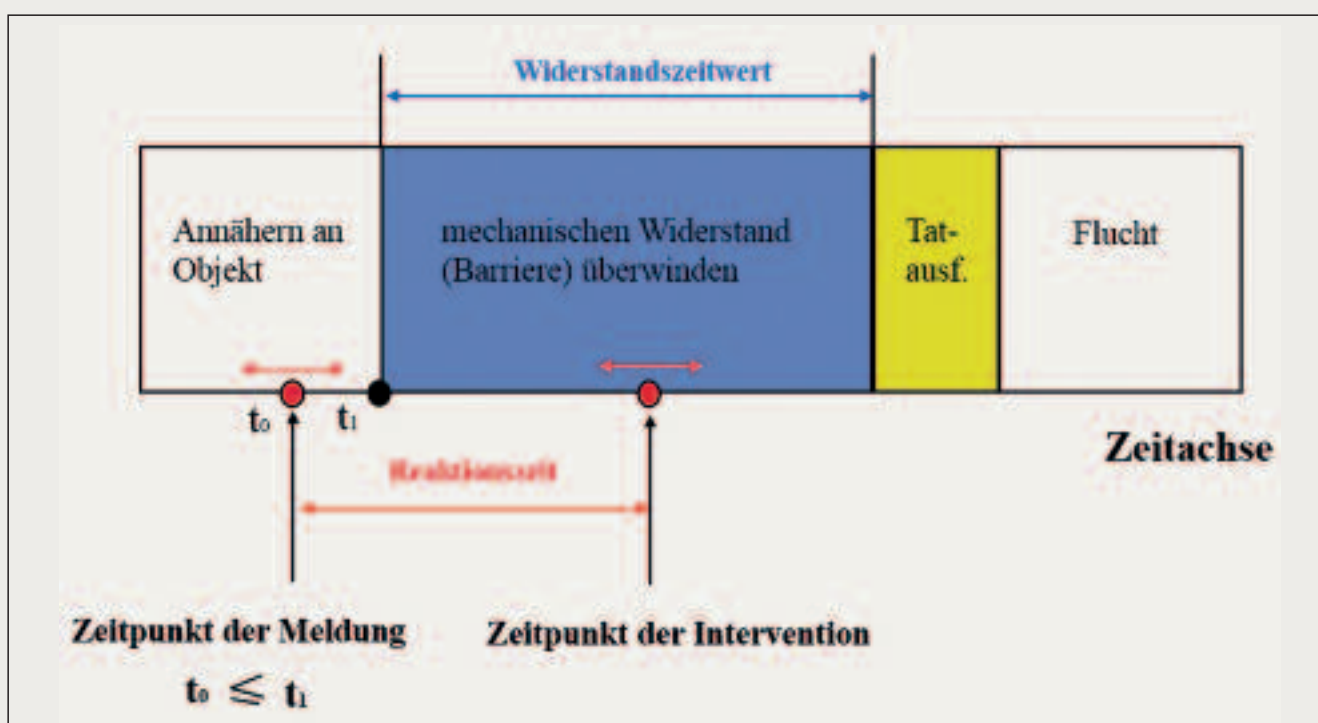 Widerstandszeitwert
Annähern an
Objekt
mechanischen Widerstand
(Barriere) überwinden
Tat-
ausf.
Flucht
t₀
t₁
Zeitachse
Reaktionszeit
Zeitpunkt der Meldung
Zeitpunkt der Intervention
t₀ ≤ t₁